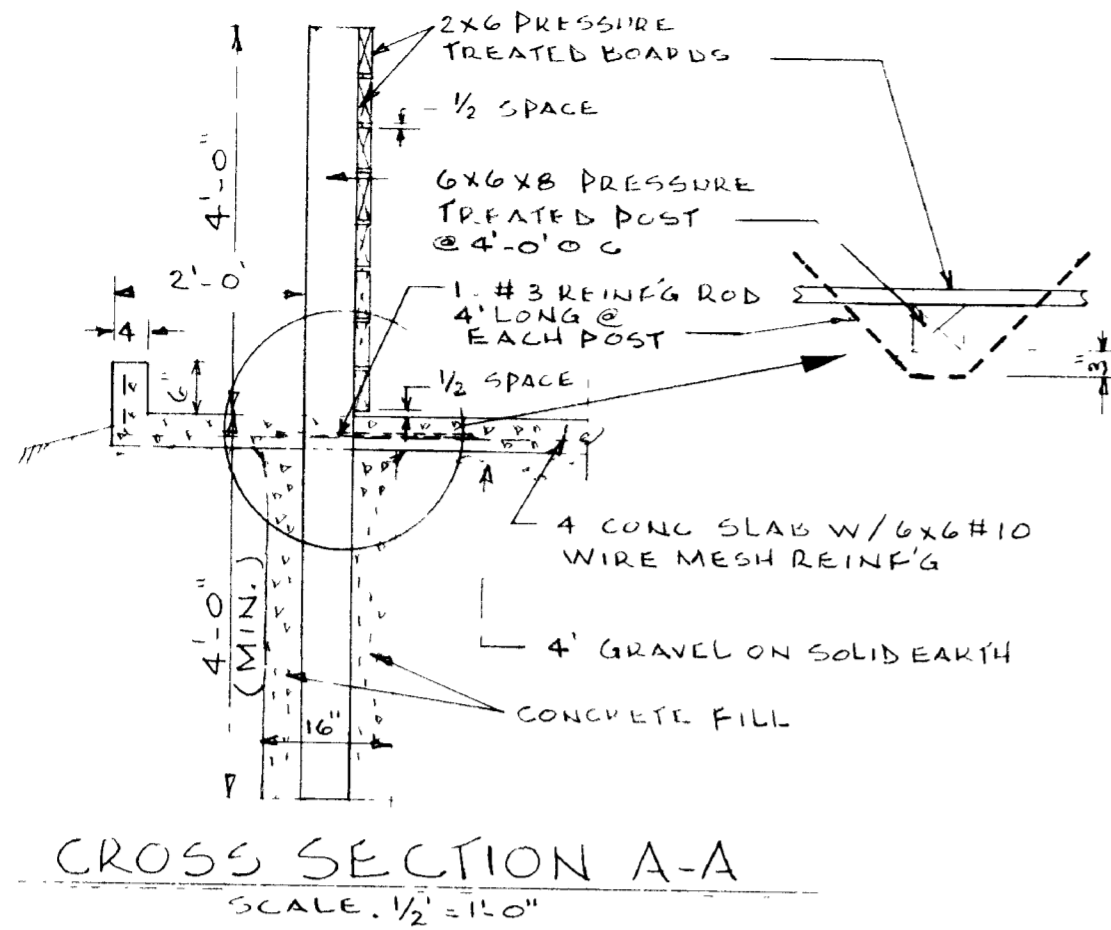 2X6 PRESSURE
TREATED BOARDS
1/2 SPACE
4'-0"
6X6X8 PRESSURE
TREATED POST
@ 4'-0' O C
2'-0'
1- #3 REINF'G ROD
4' LONG @
EACH POST
4
6"
1/2 SPACE
3"
4 CONC SLAB W/ 6X6 #10
WIRE MESH REINF'G
4'-0"
(MIN.)
4' GRAVEL ON SOLID EARTH
CONCRETE FILL
16"
CROSS SECTION A-A
SCALE. 1/2' = 1'-0"